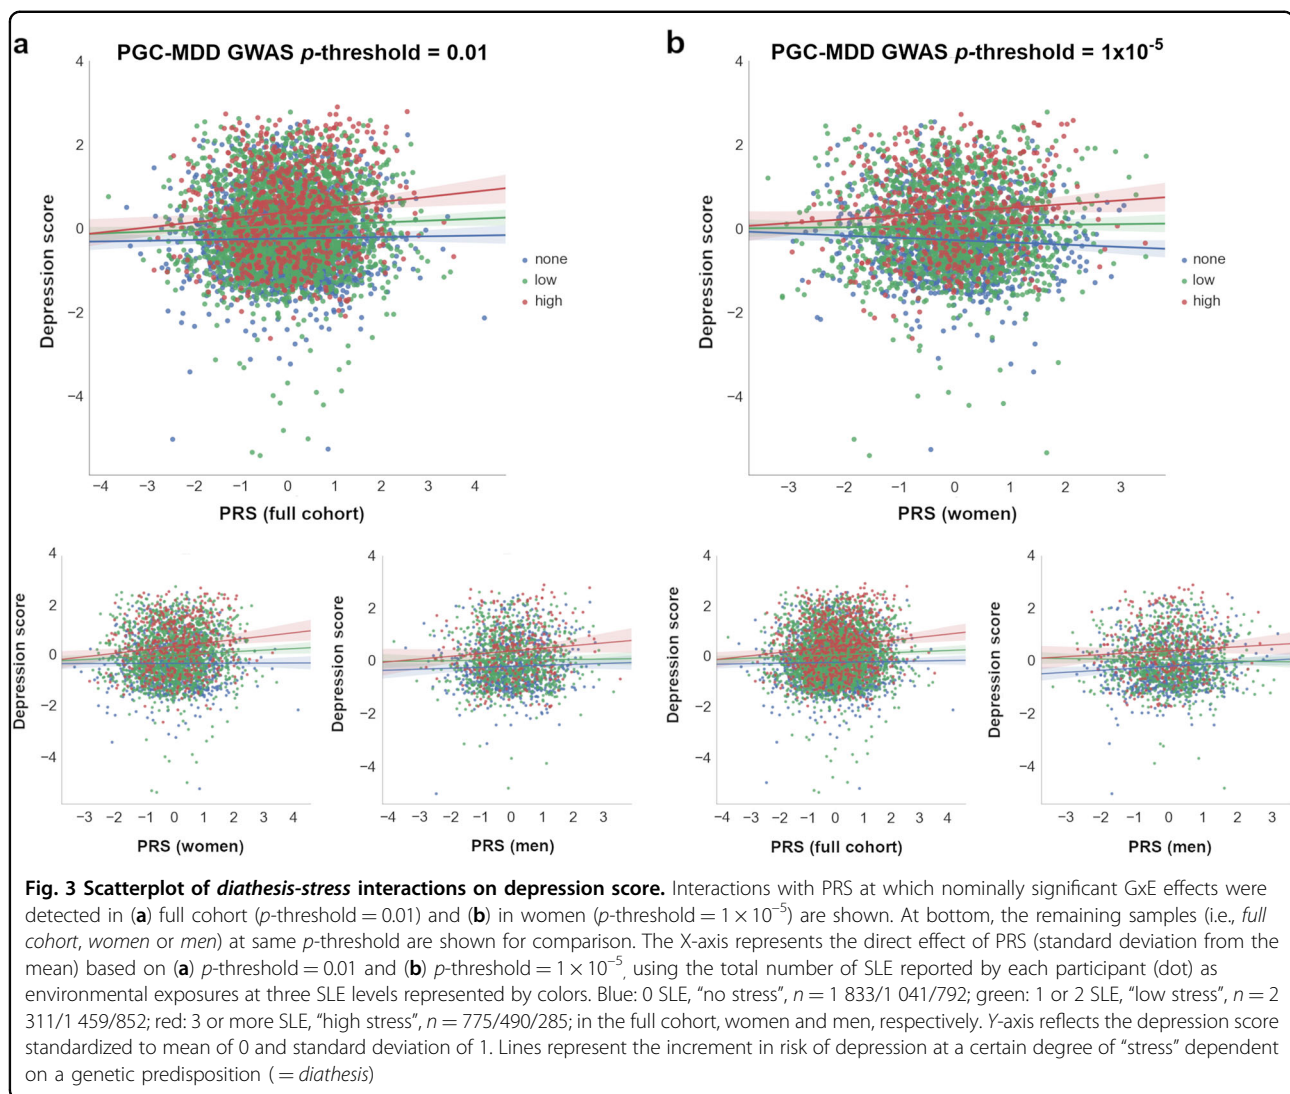 a
PGC-MDD GWAS p-threshold = 0.01
4
2
0
−2
−4
Depression score
−4 −3 −2 −1 0 1 2 3 4
PRS (full cohort)
none
low
high
b
PGC-MDD GWAS p-threshold = 1x10⁻⁵
4
2
0
−2
−4
Depression score
−3 −2 −1 0 1 2 3
PRS (women)
none
low
high
4
2
0
−2
−4
Depression score
−3 −2 −1 0 1 2 3 4
PRS (women)
4
2
0
−2
−4
Depression score
−4 −3 −2 −1 0 1 2 3
PRS (men)
4
2
0
−2
−4
Depression score
−4 −3 −2 −1 0 1 2 3 4
PRS (full cohort)
4
2
0
−2
−4
Depression score
−3 −2 −1 0 1 2 3
PRS (men)
Fig. 3 Scatterplot of diathesis-stress interactions on depression score. Interactions with PRS at which nominally significant GxE effects were
detected in (a) full cohort (p-threshold = 0.01) and (b) in women (p-threshold = 1 × 10⁻⁵) are shown. At bottom, the remaining samples (i.e., full
cohort, women or men) at same p-threshold are shown for comparison. The X-axis represents the direct effect of PRS (standard deviation from the
mean) based on (a) p-threshold = 0.01 and (b) p-threshold = 1 × 10⁻⁵, using the total number of SLE reported by each participant (dot) as
environmental exposures at three SLE levels represented by colors. Blue: 0 SLE, “no stress”, n = 1 833/1 041/792; green: 1 or 2 SLE, “low stress”, n = 2
311/1 459/852; red: 3 or more SLE, “high stress”, n = 775/490/285; in the full cohort, women and men, respectively. Y-axis reflects the depression score
standardized to mean of 0 and standard deviation of 1. Lines represent the increment in risk of depression at a certain degree of “stress” dependent
on a genetic predisposition ( = diathesis)